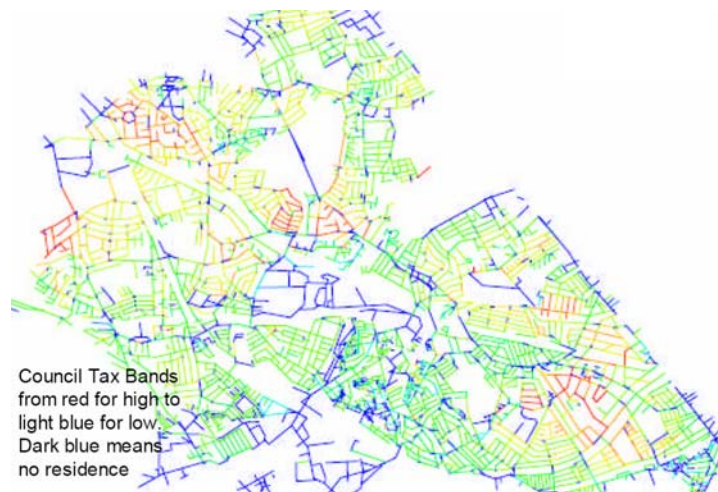 Council Tax Bands
from red for high to
light blue for low.
Dark blue means
no residence